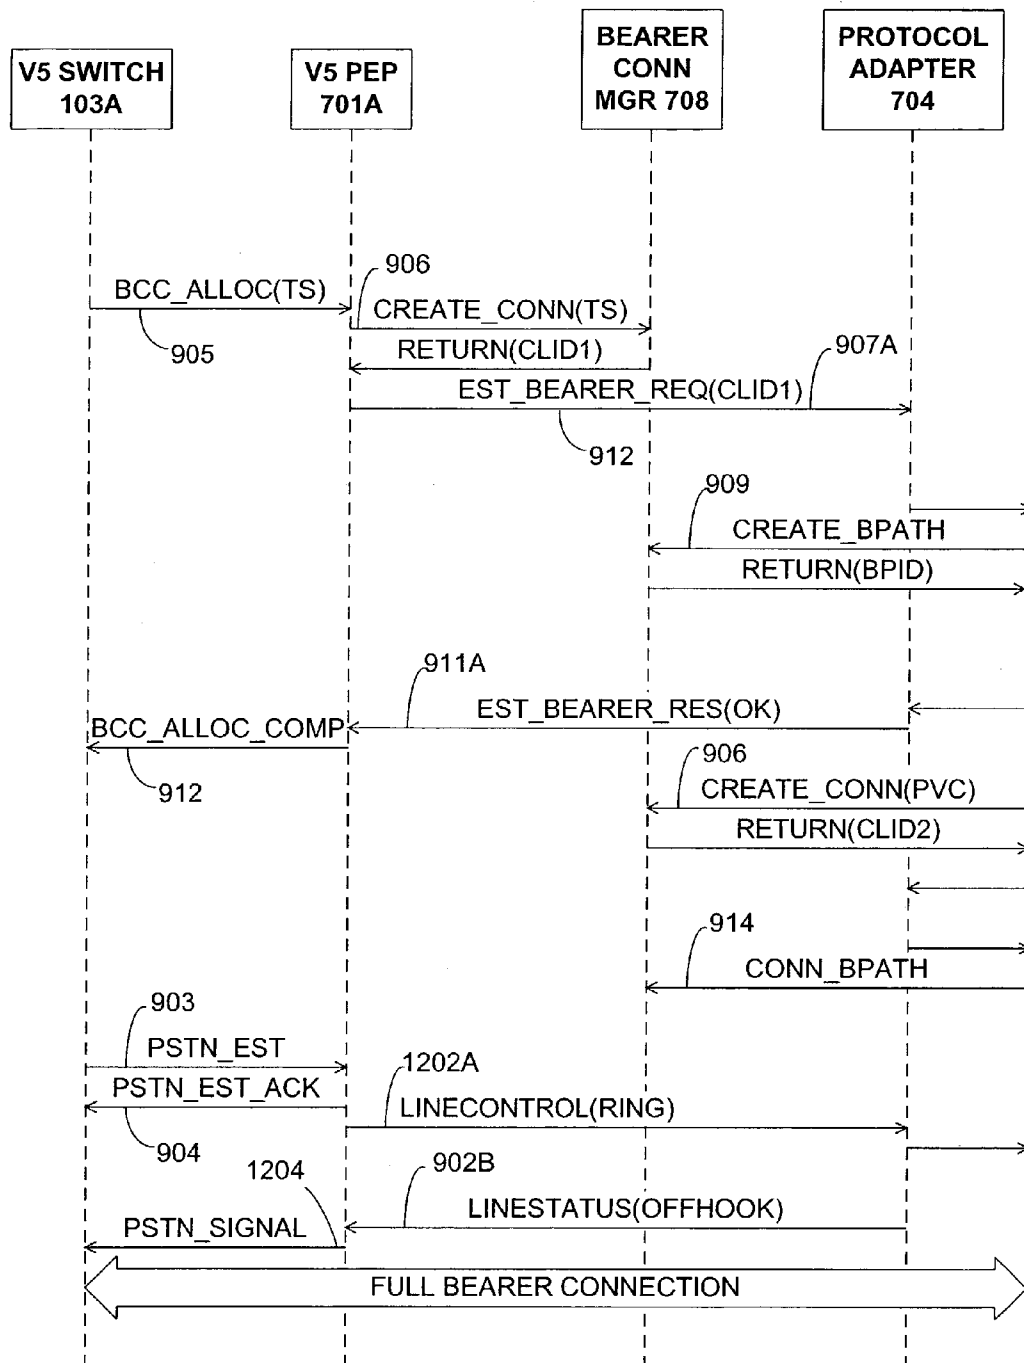 V5 SWITCH
103A
V5 PEP
701A
BEARER
CONN
MGR 708
PROTOCOL
ADAPTER
704
906
BCC_ALLOC(TS)
CREATE_CONN(TS)
905
RETURN(CLID1)
907A
EST_BEARER_REQ(CLID1)
912
909
CREATE_BPATH
RETURN(BPID)
911A
EST_BEARER_RES(OK)
BCC_ALLOC_COMP
906
912
CREATE_CONN(PVC)
RETURN(CLID2)
914
CONN_BPATH
903
PSTN_EST
1202A
PSTN_EST_ACK
LINECONTROL(RING)
904
1204
902B
LINESTATUS(OFFHOOK)
PSTN_SIGNAL
FULL BEARER CONNECTION